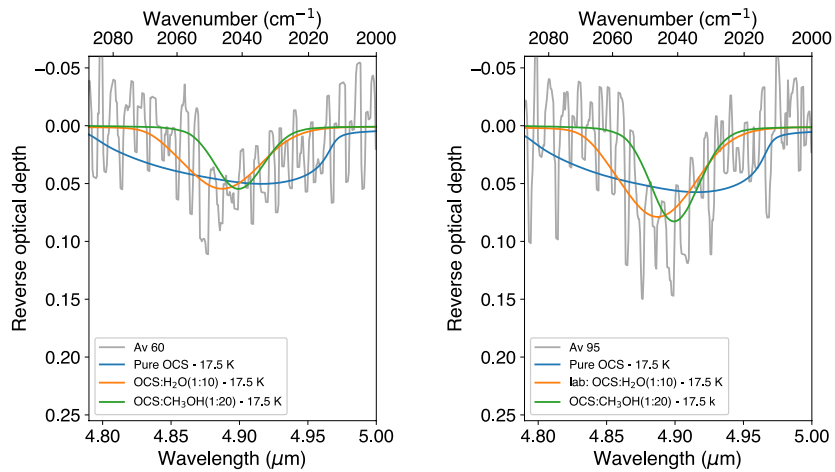 Wavenumber (cm⁻¹)
2080 2060 2040 2020 2000
−0.05
0.00
0.05
0.10
0.15
0.20
0.25
Reverse optical depth
Av 60
Pure OCS - 17.5 K
OCS:H₂O(1:10) - 17.5 K
OCS:CH₃OH(1:20) - 17.5 K
4.80 4.85 4.90 4.95 5.00
Wavelength (μm)
Wavenumber (cm⁻¹)
2080 2060 2040 2020 2000
−0.05
0.00
0.05
0.10
0.15
0.20
0.25
Reverse optical depth
Av 95
Pure OCS - 17.5 K
lab: OCS:H₂O(1:10) - 17.5 K
OCS:CH₃OH(1:20) - 17.5 k
4.80 4.85 4.90 4.95 5.00
Wavelength (μm)